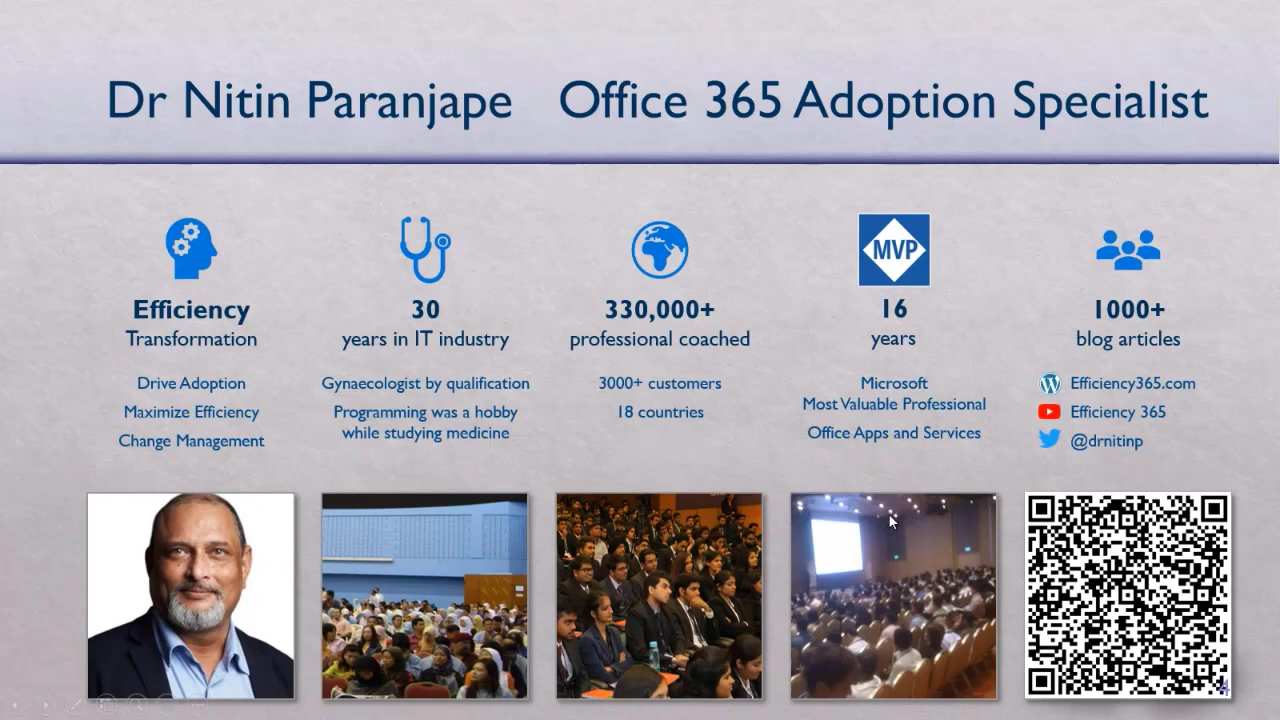 Dr Nitin Paranjape Office 365 Adoption Specialist
Efficiency
Transformation
Drive Adoption
Maximize Efficiency
Change Management
30
years in IT industry
Gynaecologist by qualification
Programming was a hobby
while studying medicine
330,000+
professional coached
3000+ customers
18 countries
MVP
16
years
Microsoft
Most Valuable Professional
Office Apps and Services
1000+
blog articles
Efficiency365.com
Efficiency 365
@drnitinp
4